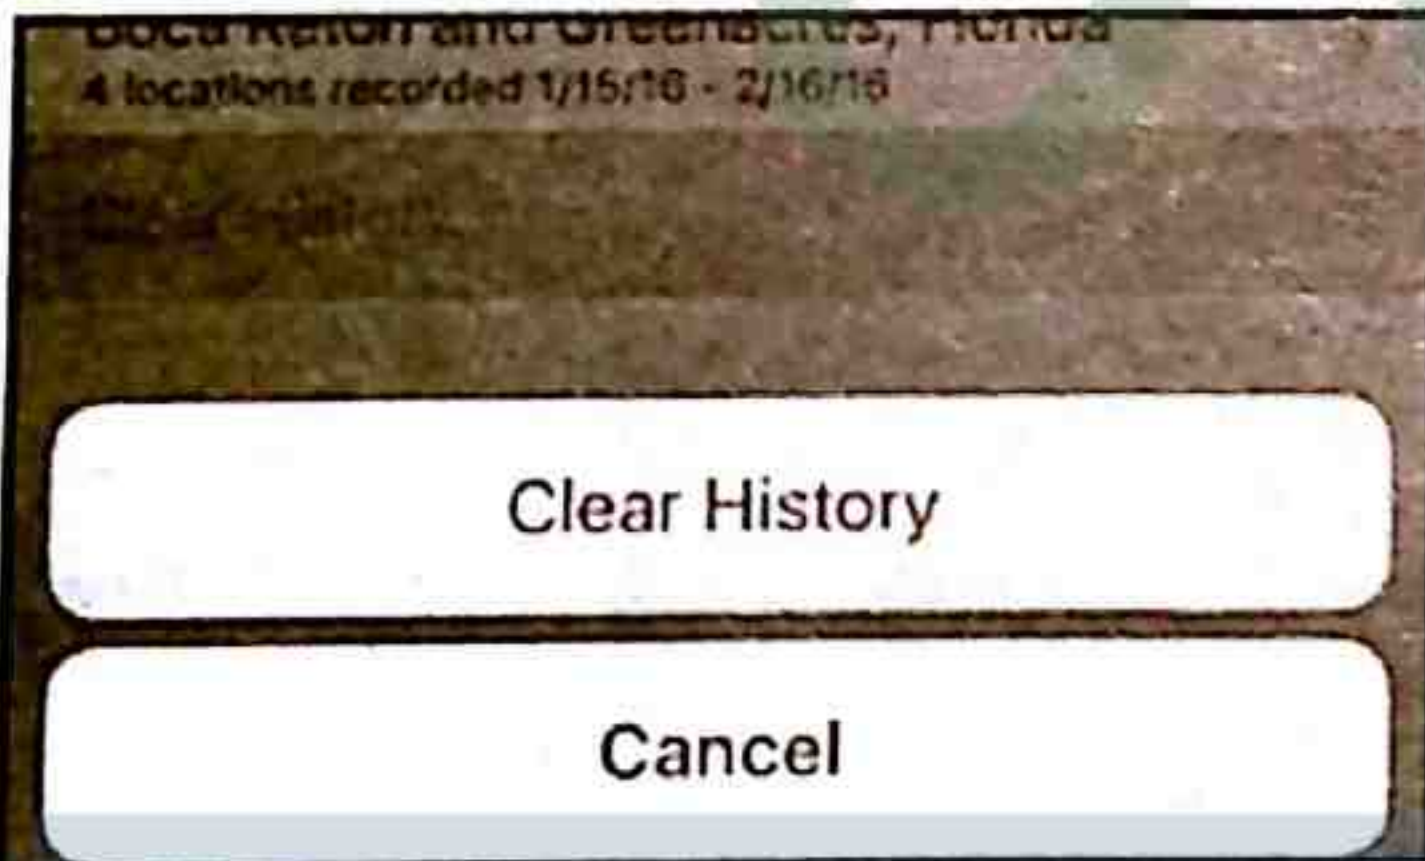 Boca Raton and Greenacres, Florida
4 locations recorded 1/15/16 - 2/16/16
Clear History
Cancel